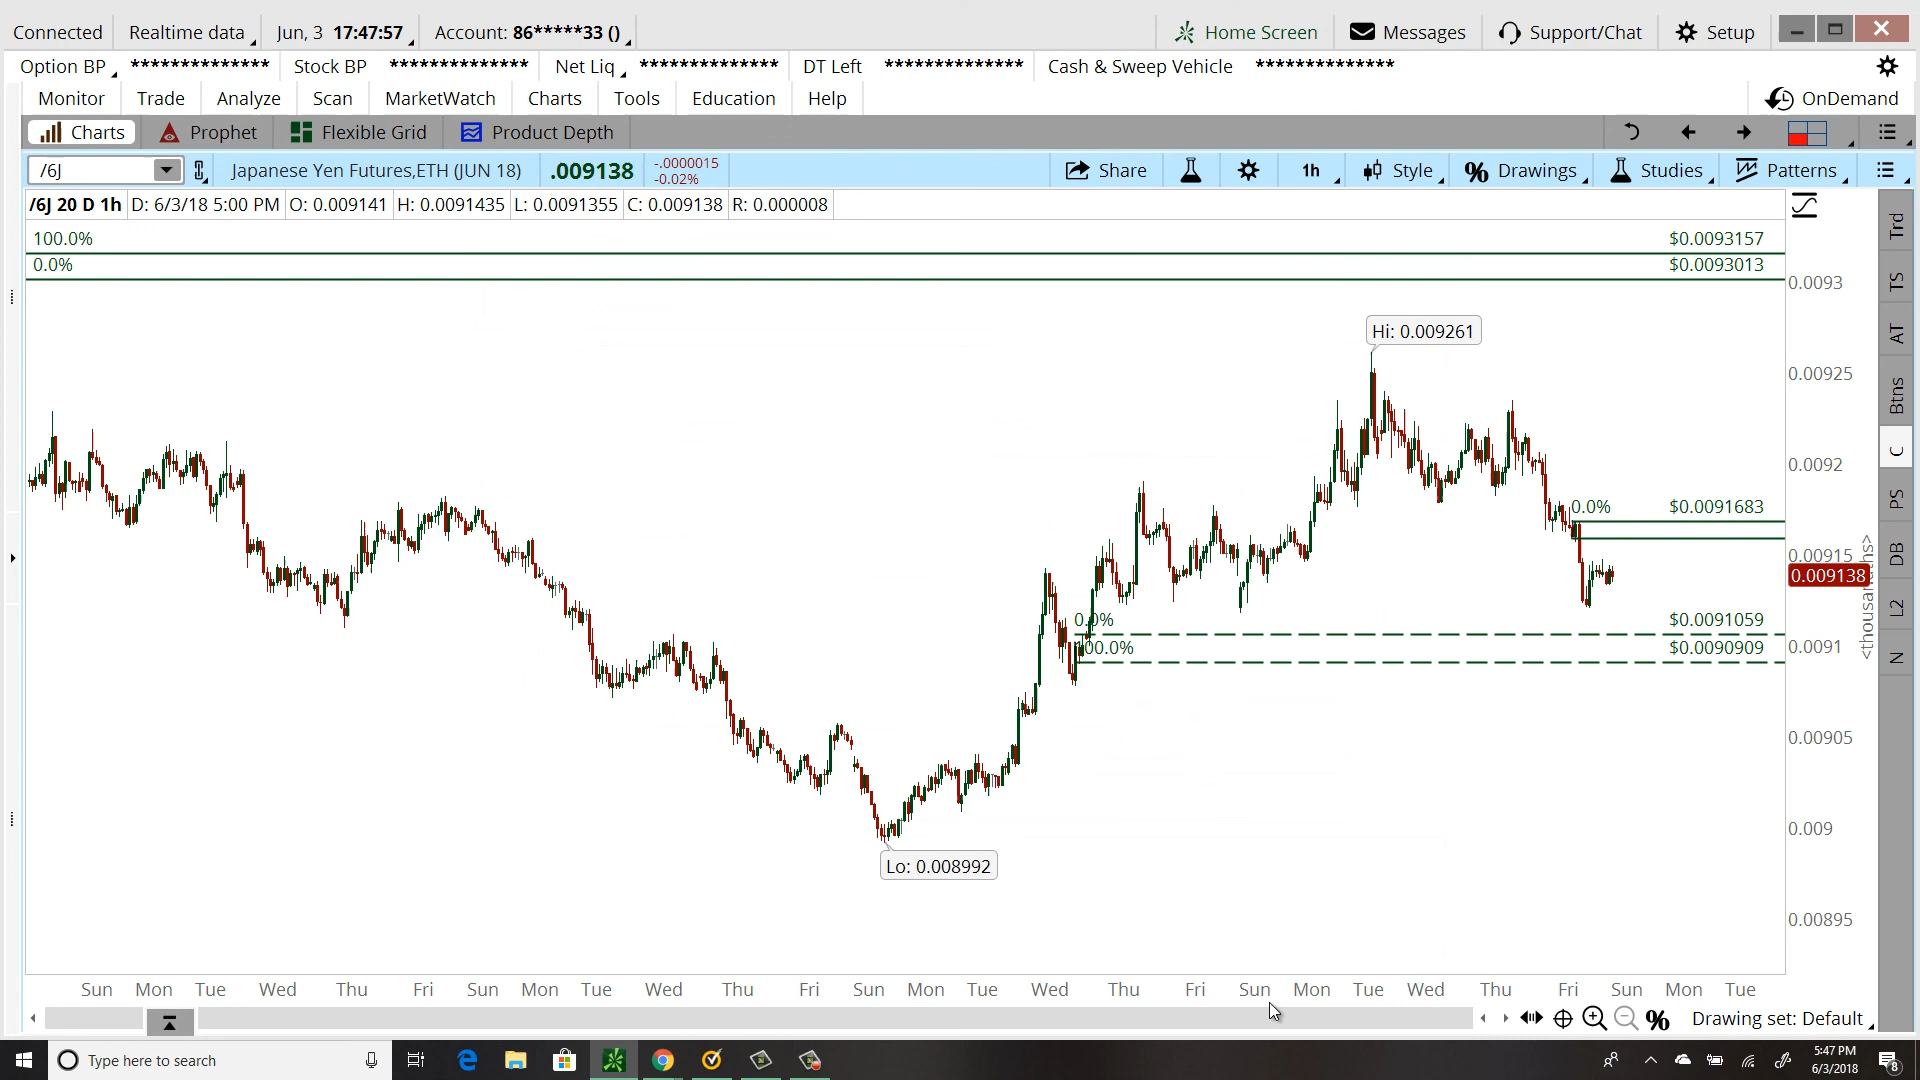 Connected Realtime data Jun, 3 17:47:57 Account: 86*****33 () Home Screen Messages Support/Chat Setup
Option BP ************** Stock BP ************** Net Liq ************** DT Left ************** Cash & Sweep Vehicle **************
Monitor Trade Analyze Scan MarketWatch Charts Tools Education Help OnDemand
Charts Prophet Flexible Grid Product Depth
/6J Japanese Yen Futures,ETH (JUN 18) .009138 -.0000015 -0.02% Share 1h Style Drawings Studies Patterns
/6J 20 D 1h D: 6/3/18 5:00 PM O: 0.009141 H: 0.0091435 L: 0.0091355 C: 0.009138 R: 0.000008
100.0% $0.0093157
0.0% $0.0093013
0.0093
Hi: 0.009261
0.00925
0.0092
0.0% $0.0091683
0.00915
0.009138
0.0% $0.0091059
100.0% $0.0090909
0.0091
<thousandths>
0.00905
0.009
Lo: 0.008992
0.00895
Trd
TS
AT
Btns
C
PS
DB
L2
N
Sun Mon Tue Wed Thu Fri Sun Mon Tue Wed Thu Fri Sun Mon Tue Wed Thu Fri Sun Mon Tue Wed Thu Fri Sun Mon Tue
Drawing set: Default
Type here to search
5:47 PM
6/3/2018
8